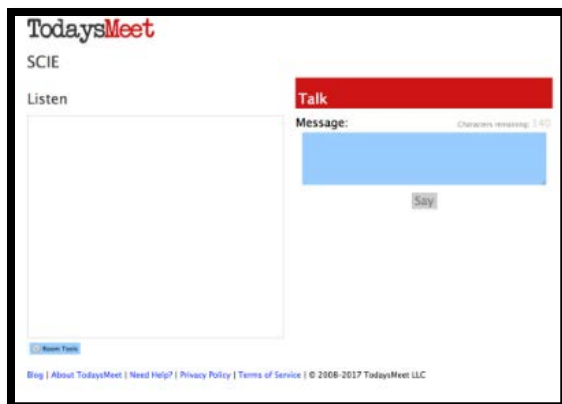 TodaysMeet
SCIE
Listen
Talk
Message:
Characters remaining: 140
Say
Room Tools
Blog | About TodaysMeet | Need Help? | Privacy Policy | Terms of Service | © 2008-2017 TodaysMeet LLC